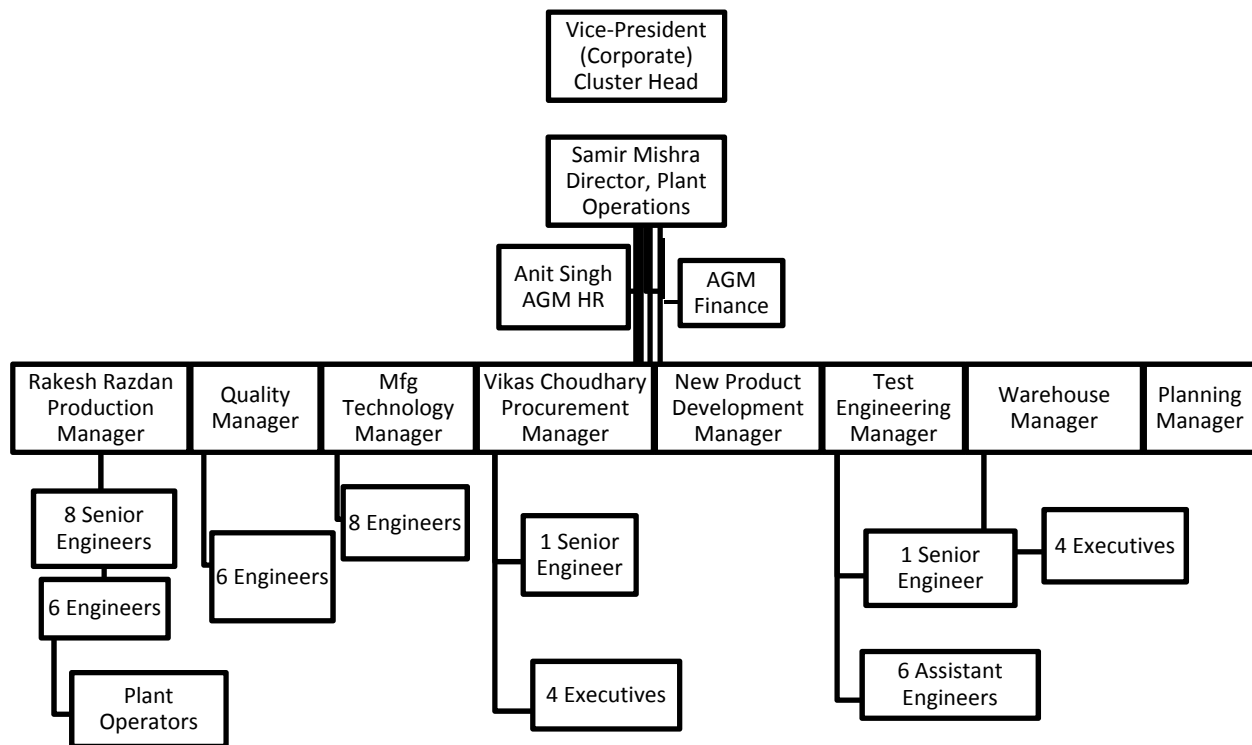 Vice-President
(Corporate)
Cluster Head
Samir Mishra
Director, Plant
Operations
Anit Singh
AGM HR
AGM
Finance
Rakesh Razdan
Production
Manager
Quality
Manager
Mfg
Technology
Manager
Vikas Choudhary
Procurement
Manager
New Product
Development
Manager
Test
Engineering
Manager
Warehouse
Manager
Planning
Manager
8 Senior
Engineers
6 Engineers
Plant
Operators
6 Engineers
8 Engineers
1 Senior
Engineer
4 Executives
1 Senior
Engineer
6 Assistant
Engineers
4 Executives